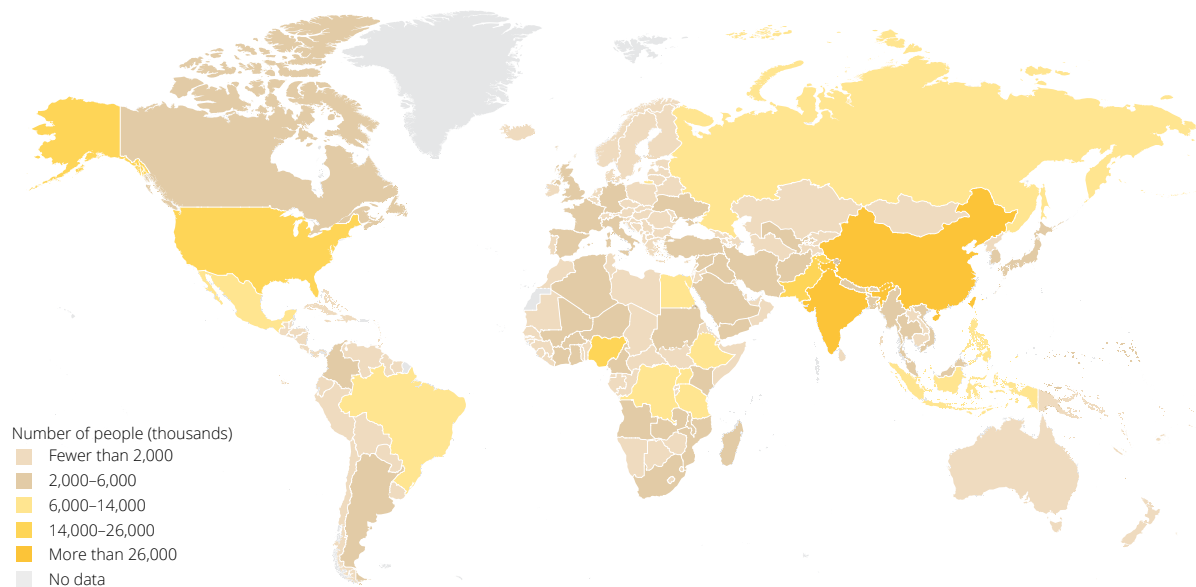 Number of people (thousands)
Fewer than 2,000
2,000–6,000
6,000–14,000
14,000–26,000
More than 26,000
No data